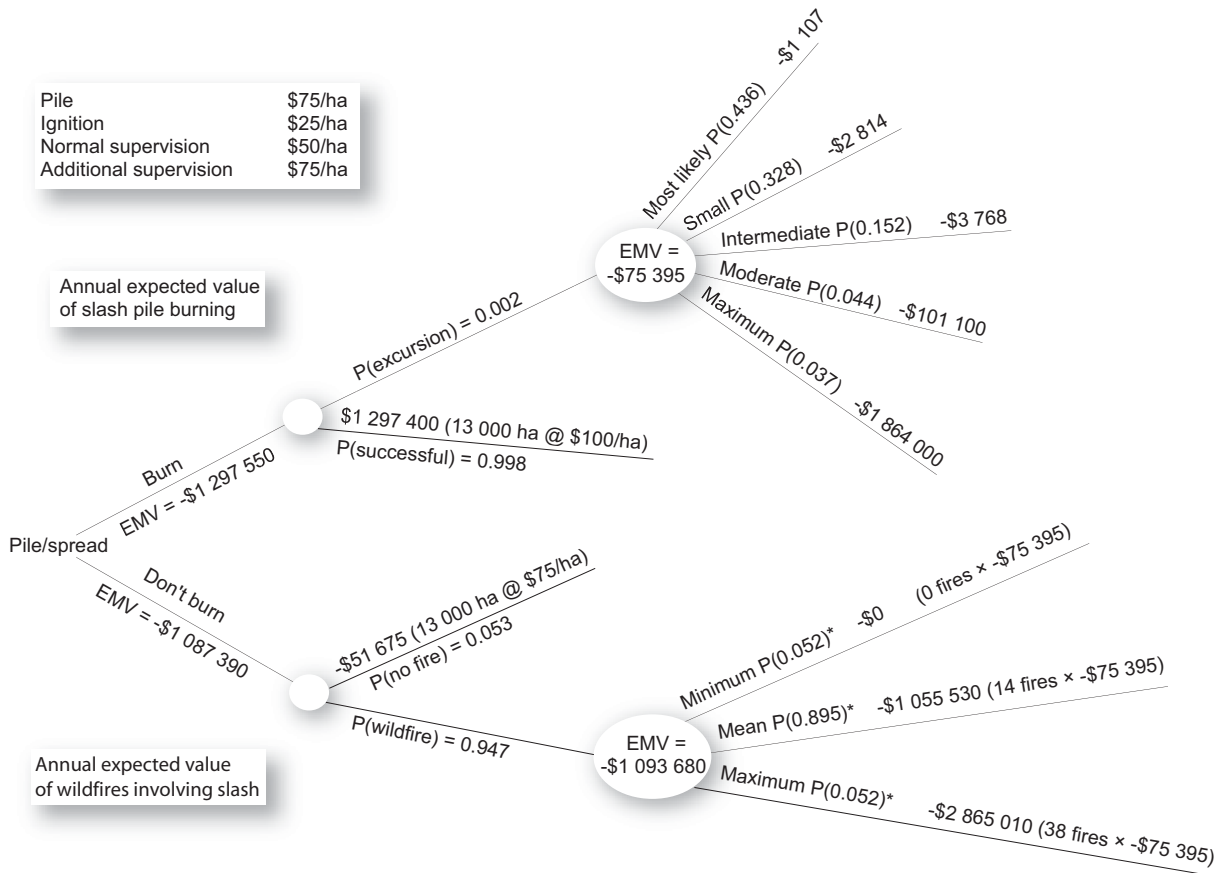 Pile $75/ha
Ignition $25/ha
Normal supervision $50/ha
Additional supervision $75/ha
Annual expected value
of slash pile burning
Most likely P(0.436) -$1 107
Small P(0.328) -$2 814
Intermediate P(0.152) -$3 768
Moderate P(0.044) -$101 100
Maximum P(0.037) -$1 864 000
EMV =
-$75 395
P(excursion) = 0.002
$1 297 400 (13 000 ha @ $100/ha)
P(successful) = 0.998
Burn
EMV = -$1 297 550
Pile/spread
Don't burn
EMV = -$1 087 390
-$51 675 (13 000 ha @ $75/ha)
P(no fire) = 0.053
P(wildfire) = 0.947
EMV =
-$1 093 680
Minimum P(0.052)* -$0 (0 fires × -$75 395)
Mean P(0.895)* -$1 055 530 (14 fires × -$75 395)
Maximum P(0.052)* -$2 865 010 (38 fires × -$75 395)
Annual expected value
of wildfires involving slash